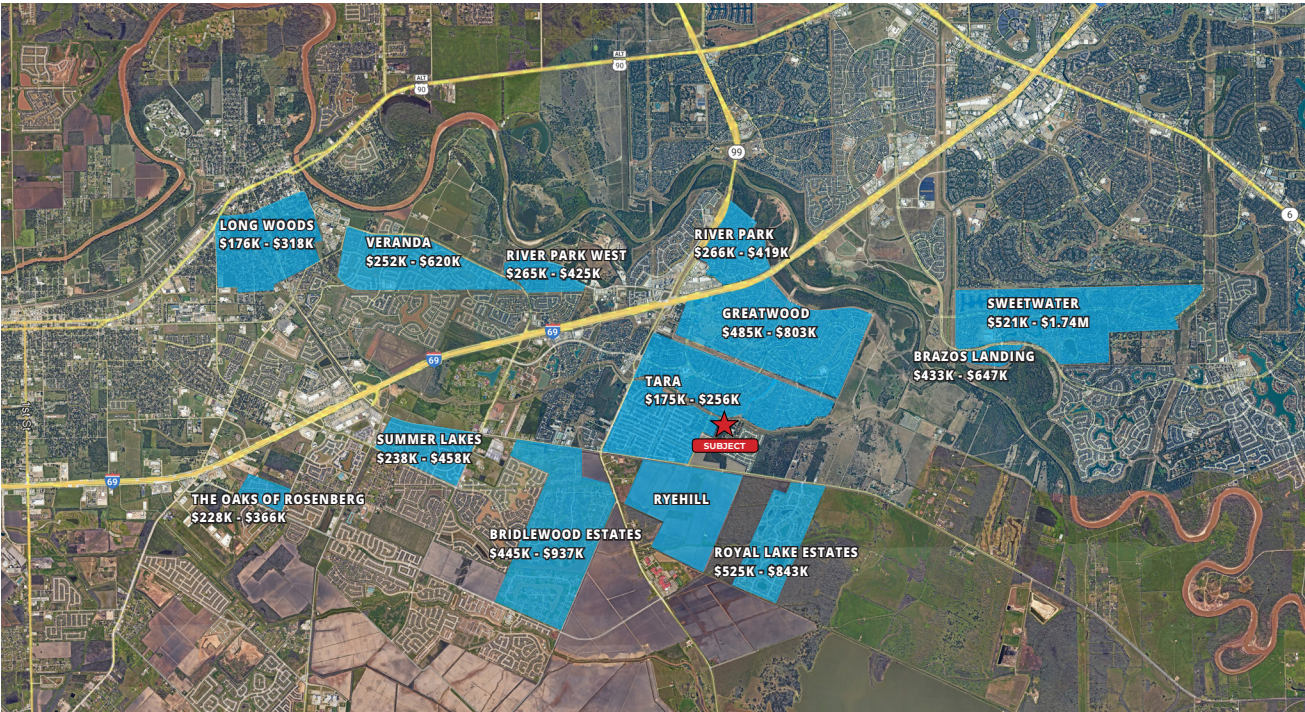 ALT
90
ALT
90
99
6
LONG WOODS
$176K - $318K
VERANDA
$252K - $620K
RIVER PARK WEST
$265K - $425K
RIVER PARK
$266K - $419K
SWEETWATER
$521K - $1.74M
GREATWOOD
$485K - $803K
69
69
BRAZOS LANDING
$433K - $647K
TARA
$175K - $256K
SUBJECT
1st St
SUMMER LAKES
$238K - $458K
69
THE OAKS OF ROSENBERG
$228K - $366K
RYEHILL
BRIDLEWOOD ESTATES
$445K - $937K
ROYAL LAKE ESTATES
$525K - $843K